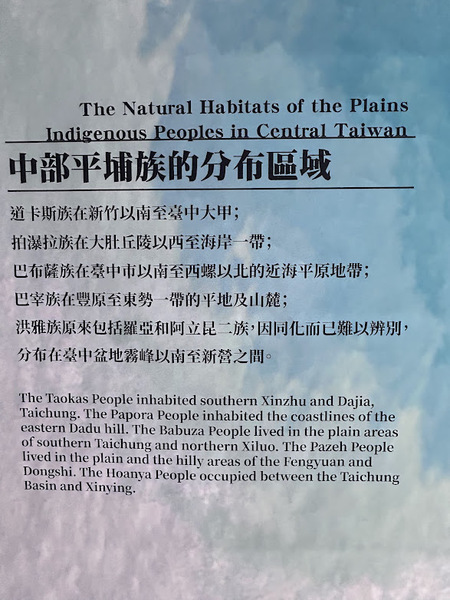 The Natural Habitats of the Plains
Indigenous Peoples in Central Taiwan
中部平埔族的分布區域
道卡斯族在新竹以南至臺中大甲；
拍瀑拉族在大肚丘陵以西至海岸一帶；
巴布薩族在臺中市以南至西螺以北的近海平原地帶；
巴宰族在豐原至東勢一帶的平地及山麓；
洪雅族原來包括羅亞和阿立昆二族，因同化而已難以辨別，
分布在臺中盆地霧峰以南至新營之間。
The Taokas People inhabited southern Xinzhu and Dajia,
Taichung. The Papora People inhabited the coastlines of the
eastern Dadu hill. The Babuza People lived in the plain areas
of southern Taichung and northern Xiluo. The Pazeh People
lived in the plain and the hilly areas of the Fengyuan and
Dongshi. The Hoanya People occupied between the Taichung
Basin and Xinying.